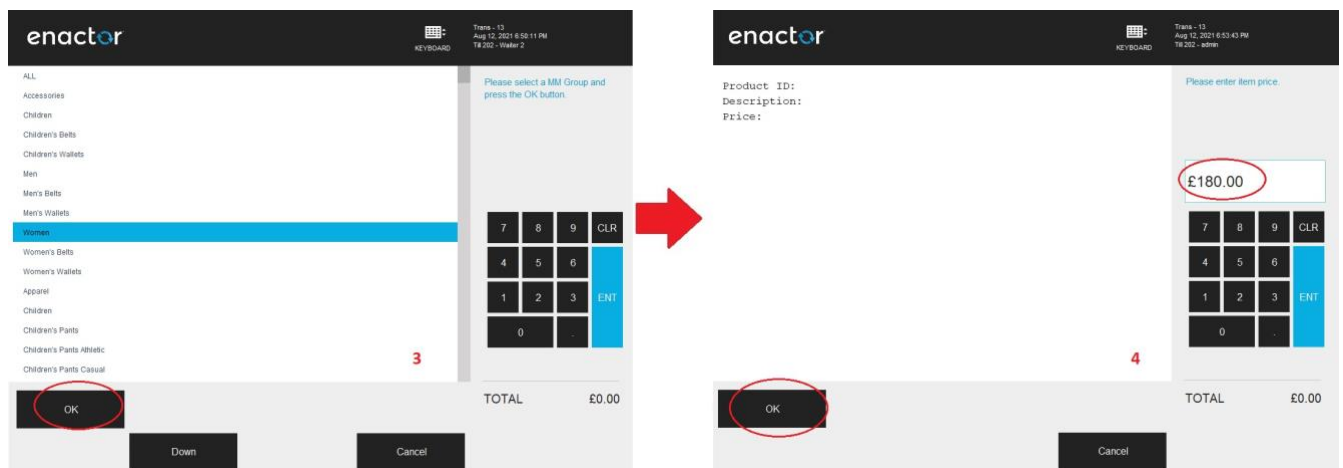 enactor
KEYBOARD
Trans - 13
Aug 12, 2021 6:50:11 PM
Till 202 - Waiter 2
ALL
Accessories
Children
Children's Belts
Children's Wallets
Men
Men's Belts
Men's Wallets
Women
Women's Belts
Women's Wallets
Apparel
Children
Children's Pants
Children's Pants Athletic
Children's Pants Casual
Please select a MM Group and
press the OK button.
7 8 9 CLR
4 5 6
1 2 3 ENT
0 .
3
TOTAL £0.00
OK
Down Cancel
enactor
KEYBOARD
Trans - 13
Aug 12, 2021 6:53:43 PM
Till 202 - admin
Product ID:
Description:
Price:
Please enter item price.
£180.00
7 8 9 CLR
4 5 6
1 2 3 ENT
0 .
4
TOTAL £0.00
OK
Cancel